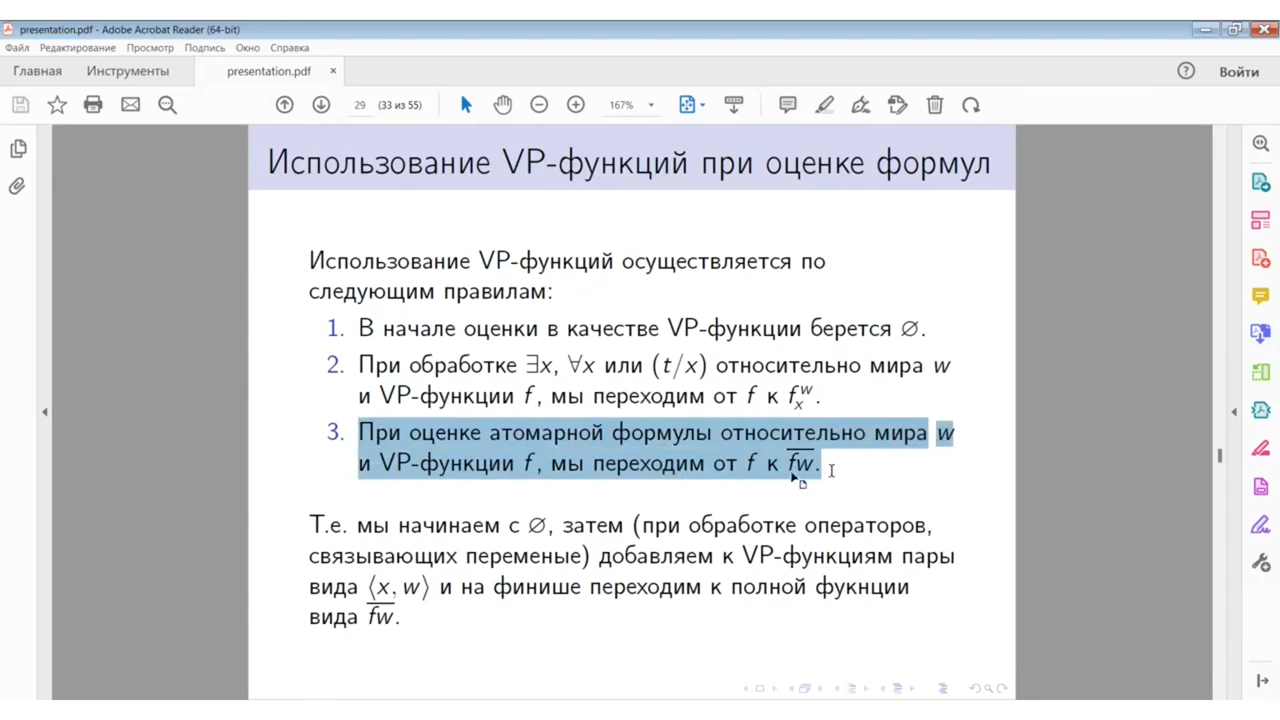 presentation.pdf - Adobe Acrobat Reader (64-bit)
Файл Редактирование Просмотр Подпись Окно Справка
Главная Инструменты presentation.pdf × Войти
29 (33 из 55) 167%
Использование VP-функций при оценке формул
Использование VP-функций осуществляется по
следующим правилам:
1. В начале оценки в качестве VP-функции берется ∅.
2. При обработке ∃x, ∀x или (t/x) относительно мира w
и VP-функции f, мы переходим от f к f_x^w.
3. При оценке атомарной формулы относительно мира w
и VP-функции f, мы переходим от f к \overline{fw}.
Т.е. мы начинаем с ∅, затем (при обработке операторов,
связывающих переменые) добавляем к VP-функциям пары
вида ⟨x, w⟩ и на финише переходим к полной фукнции
вида \overline{fw}.